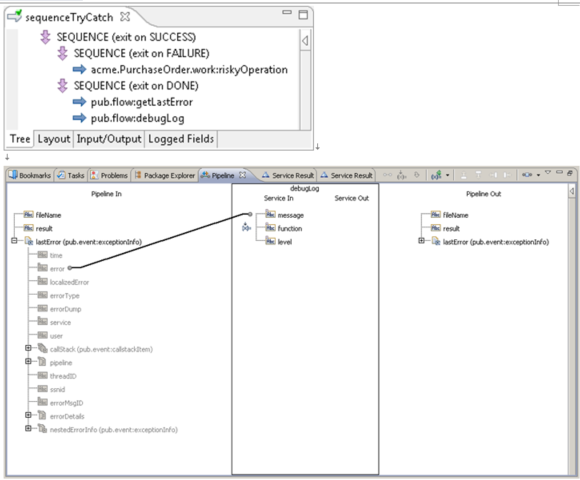 sequenceTryCatch
SEQUENCE (exit on SUCCESS)
SEQUENCE (exit on FAILURE)
acme.PurchaseOrder.work:riskyOperation
SEQUENCE (exit on DONE)
pub.flow:getLastError
pub.flow:debugLog
Tree Layout Input/Output Logged Fields
Bookmarks Tasks Problems Package Explorer Pipeline Service Result Service Result
Pipeline In
debugLog
Service In Service Out
Pipeline Out
fileName
result
lastError (pub.event:exceptionInfo)
time
error
localizedError
errorType
errorDump
service
user
callStack (pub.event:callstackItem)
pipeline
threadID
ssnid
errorMsgID
errorDetails
nestedErrorInfo (pub.event:exceptionInfo)
message
function
level
fileName
result
lastError (pub.event:exceptionInfo)